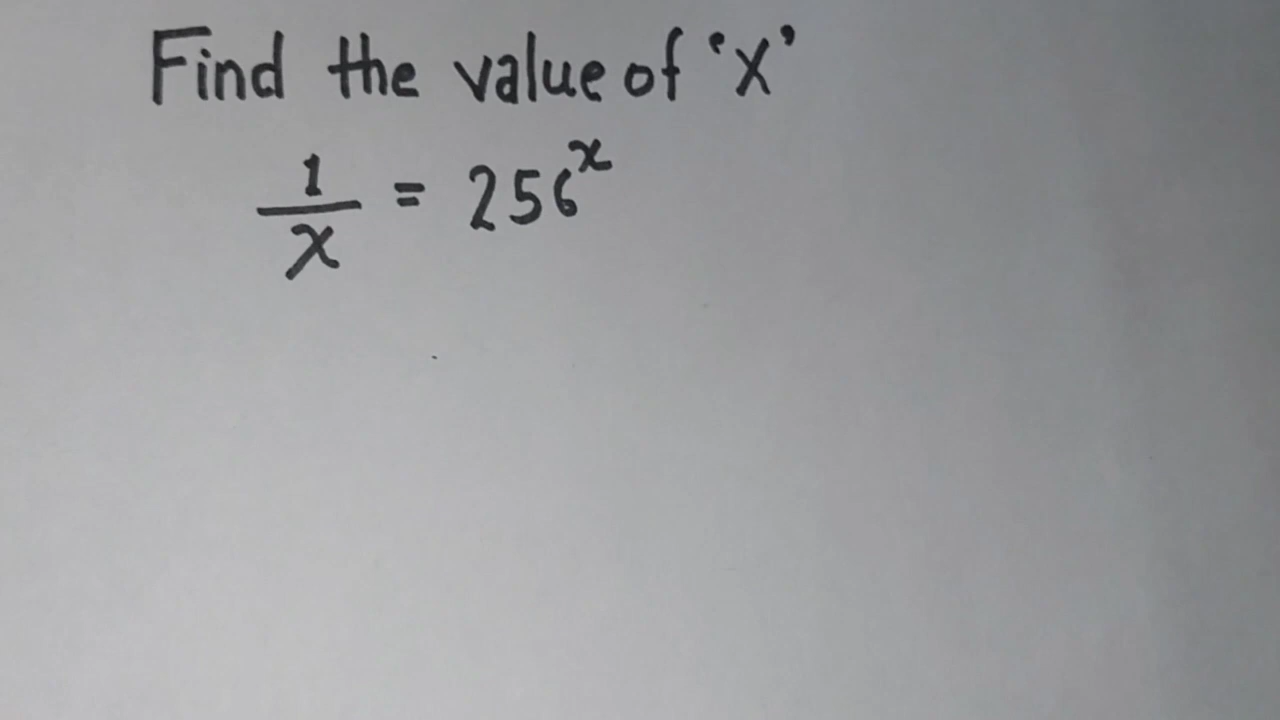 Find the value of 'x'
1/x = 256^x